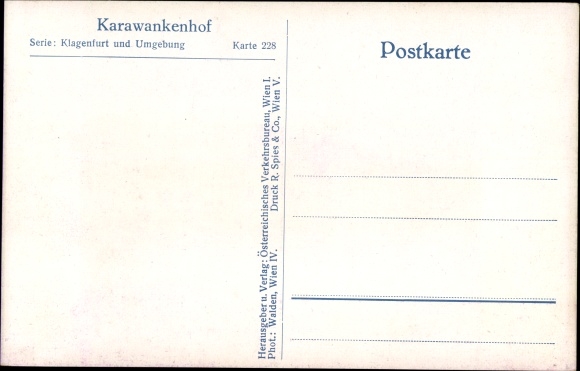 Karawankenhof
Serie: Klagenfurt und Umgebung Karte 228
Postkarte
Herausgeber u. Verlag: Österreichisches Verkehrsbureau, Wien I.
Phot.: Walden, Wien IV. Druck R. Spies & Co., Wien V.